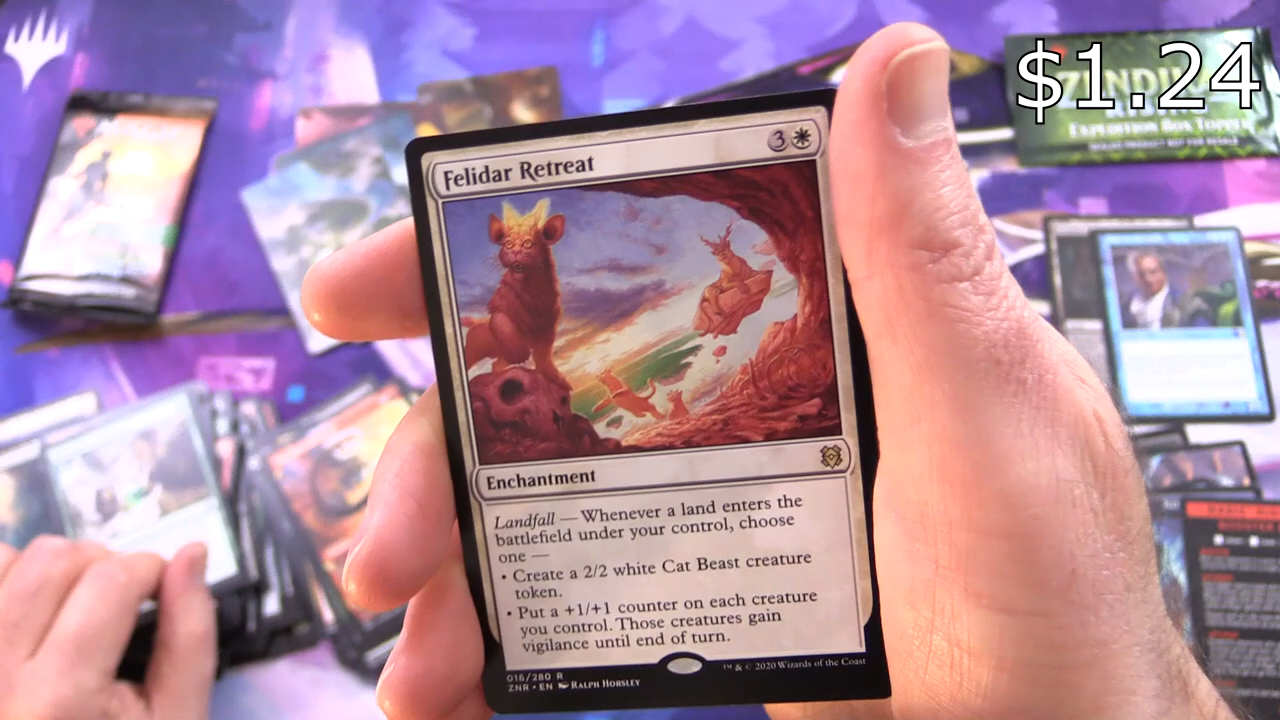 $1.24
ZENDIKAR
RISING
EXPEDITION BOX TOPPER
Felidar Retreat
3
Enchantment
Landfall — Whenever a land enters the
battlefield under your control, choose
one —
• Create a 2/2 white Cat Beast creature
token.
• Put a +1/+1 counter on each creature
you control. Those creatures gain
vigilance until end of turn.
016/280 R
ZNR • EN RALPH HORSLEY
™ & © 2020 Wizards of the Coast